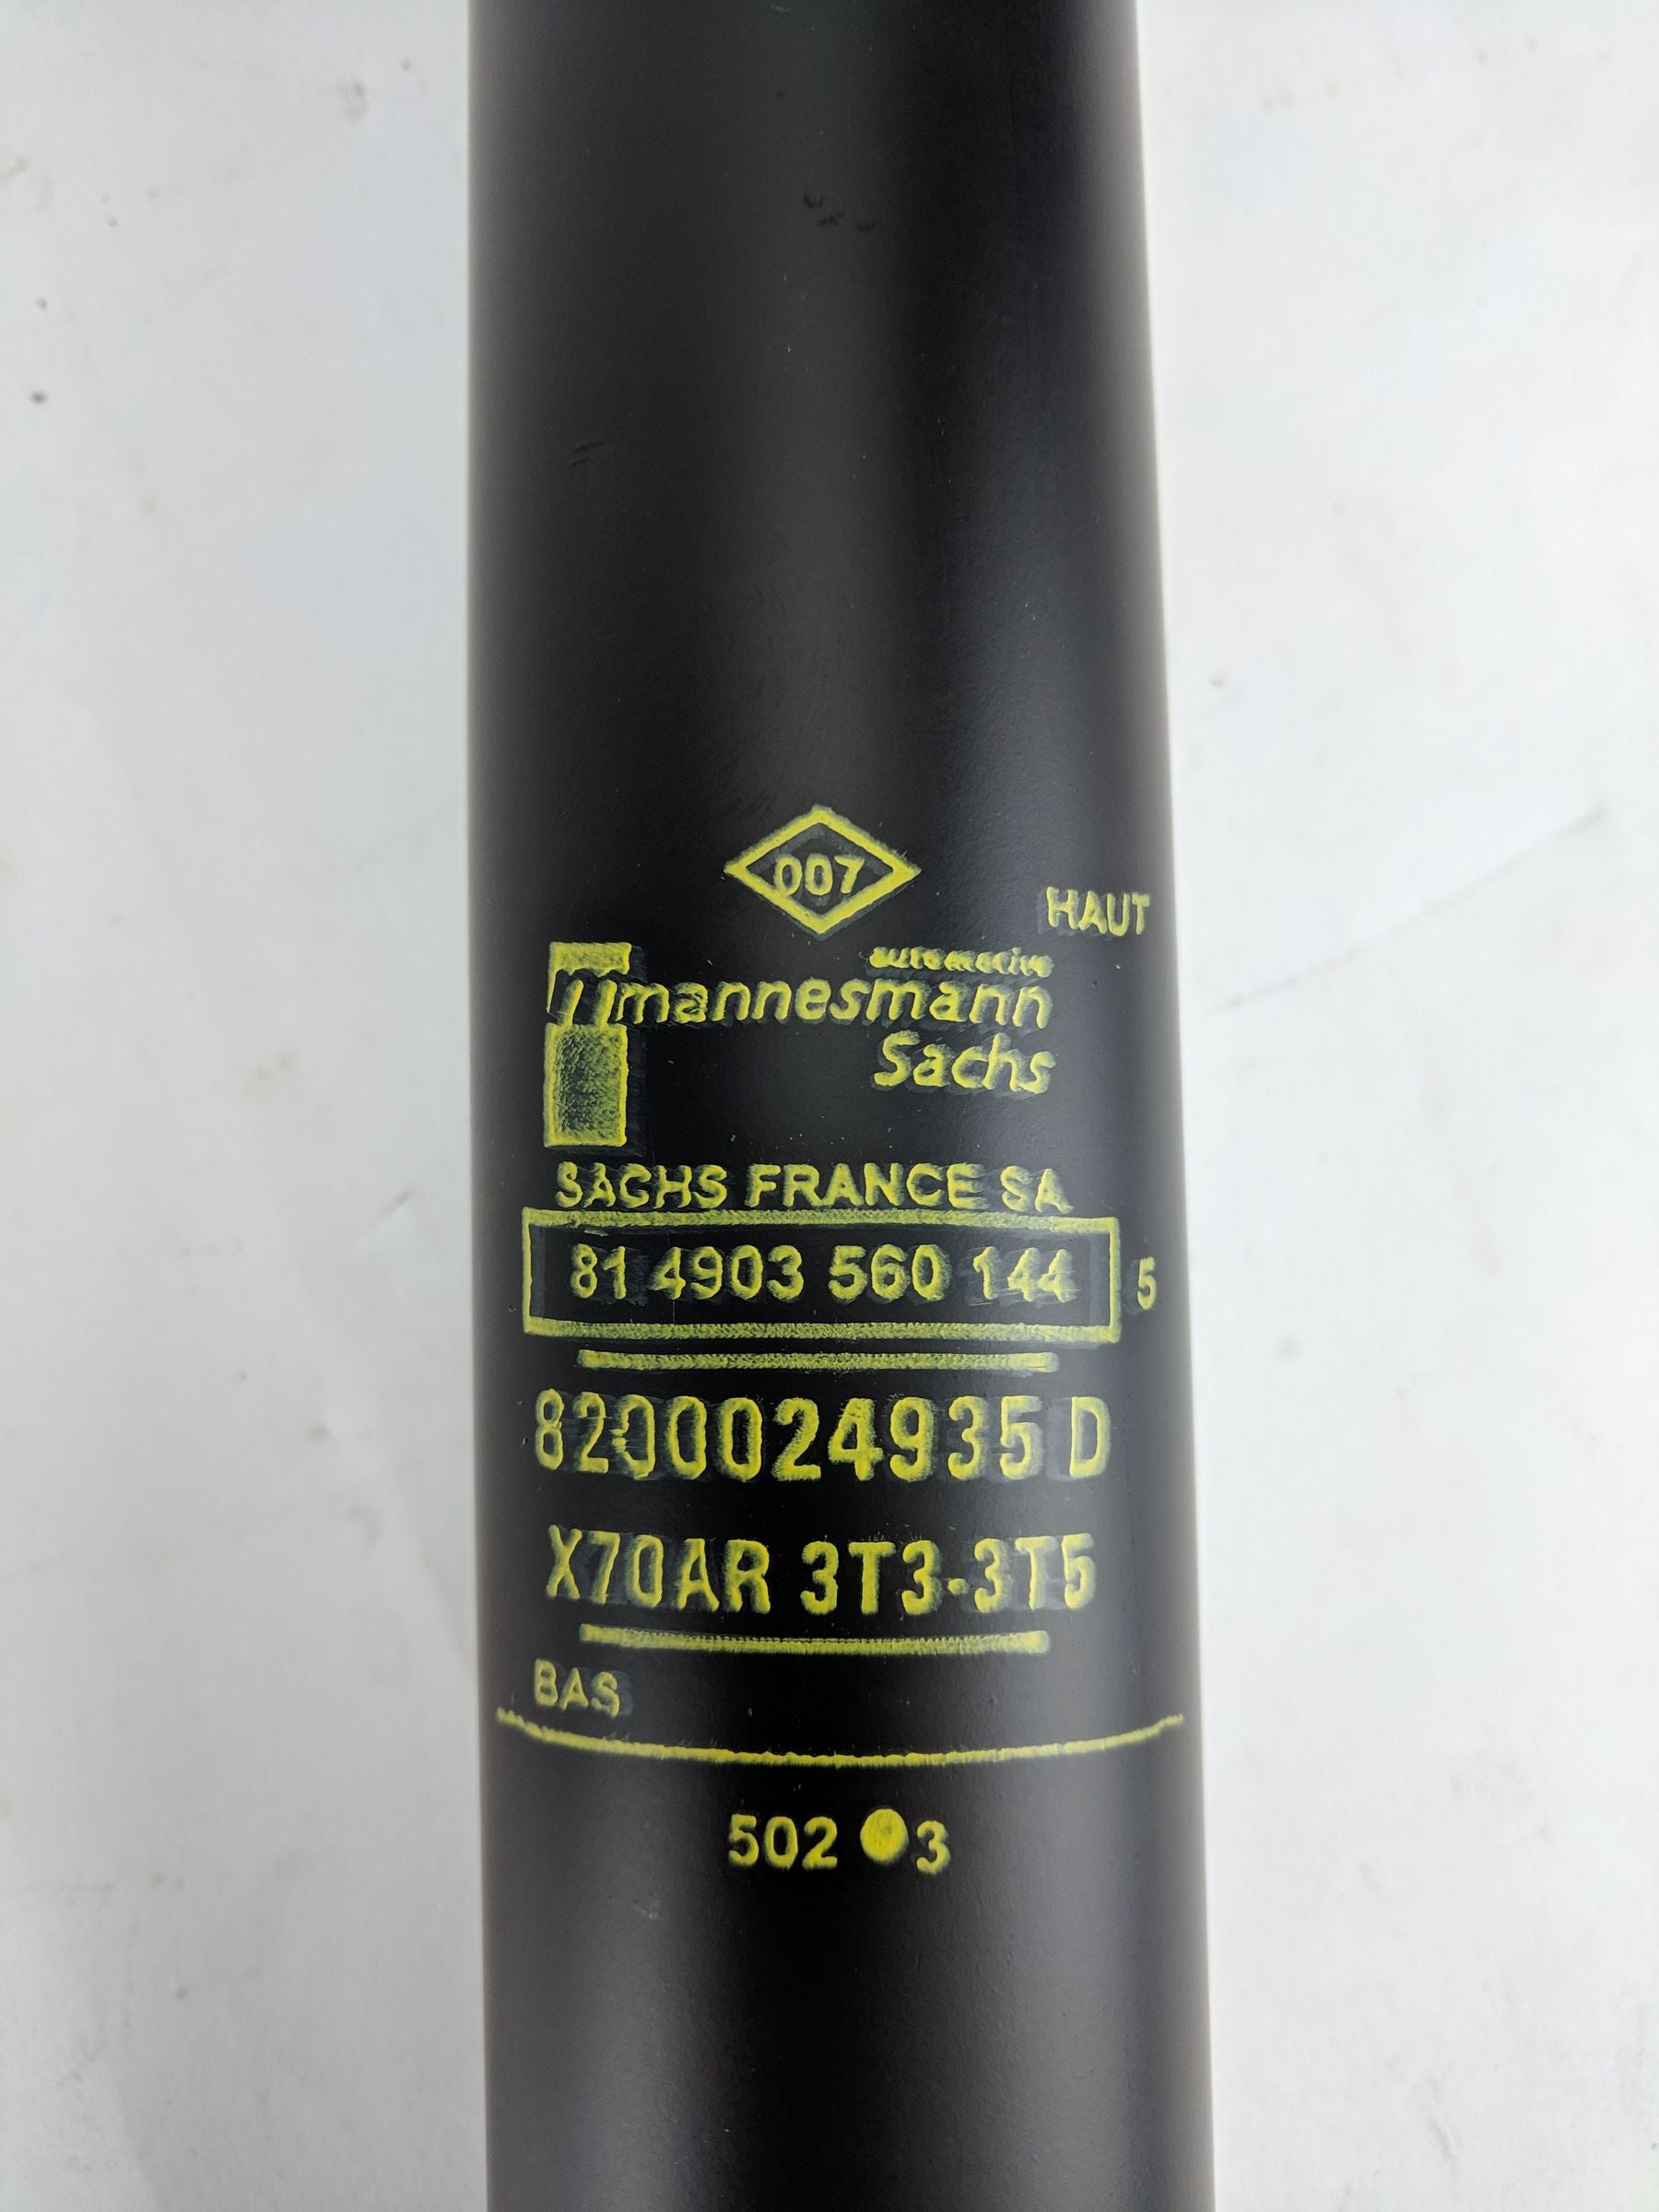 007
HAUT
automotive
mannesmann
Sachs
SACHS FRANCE SA
81 4903 560 144 5
8200024935 D
X70AR 3T3-3T5
BAS
502 ● 3